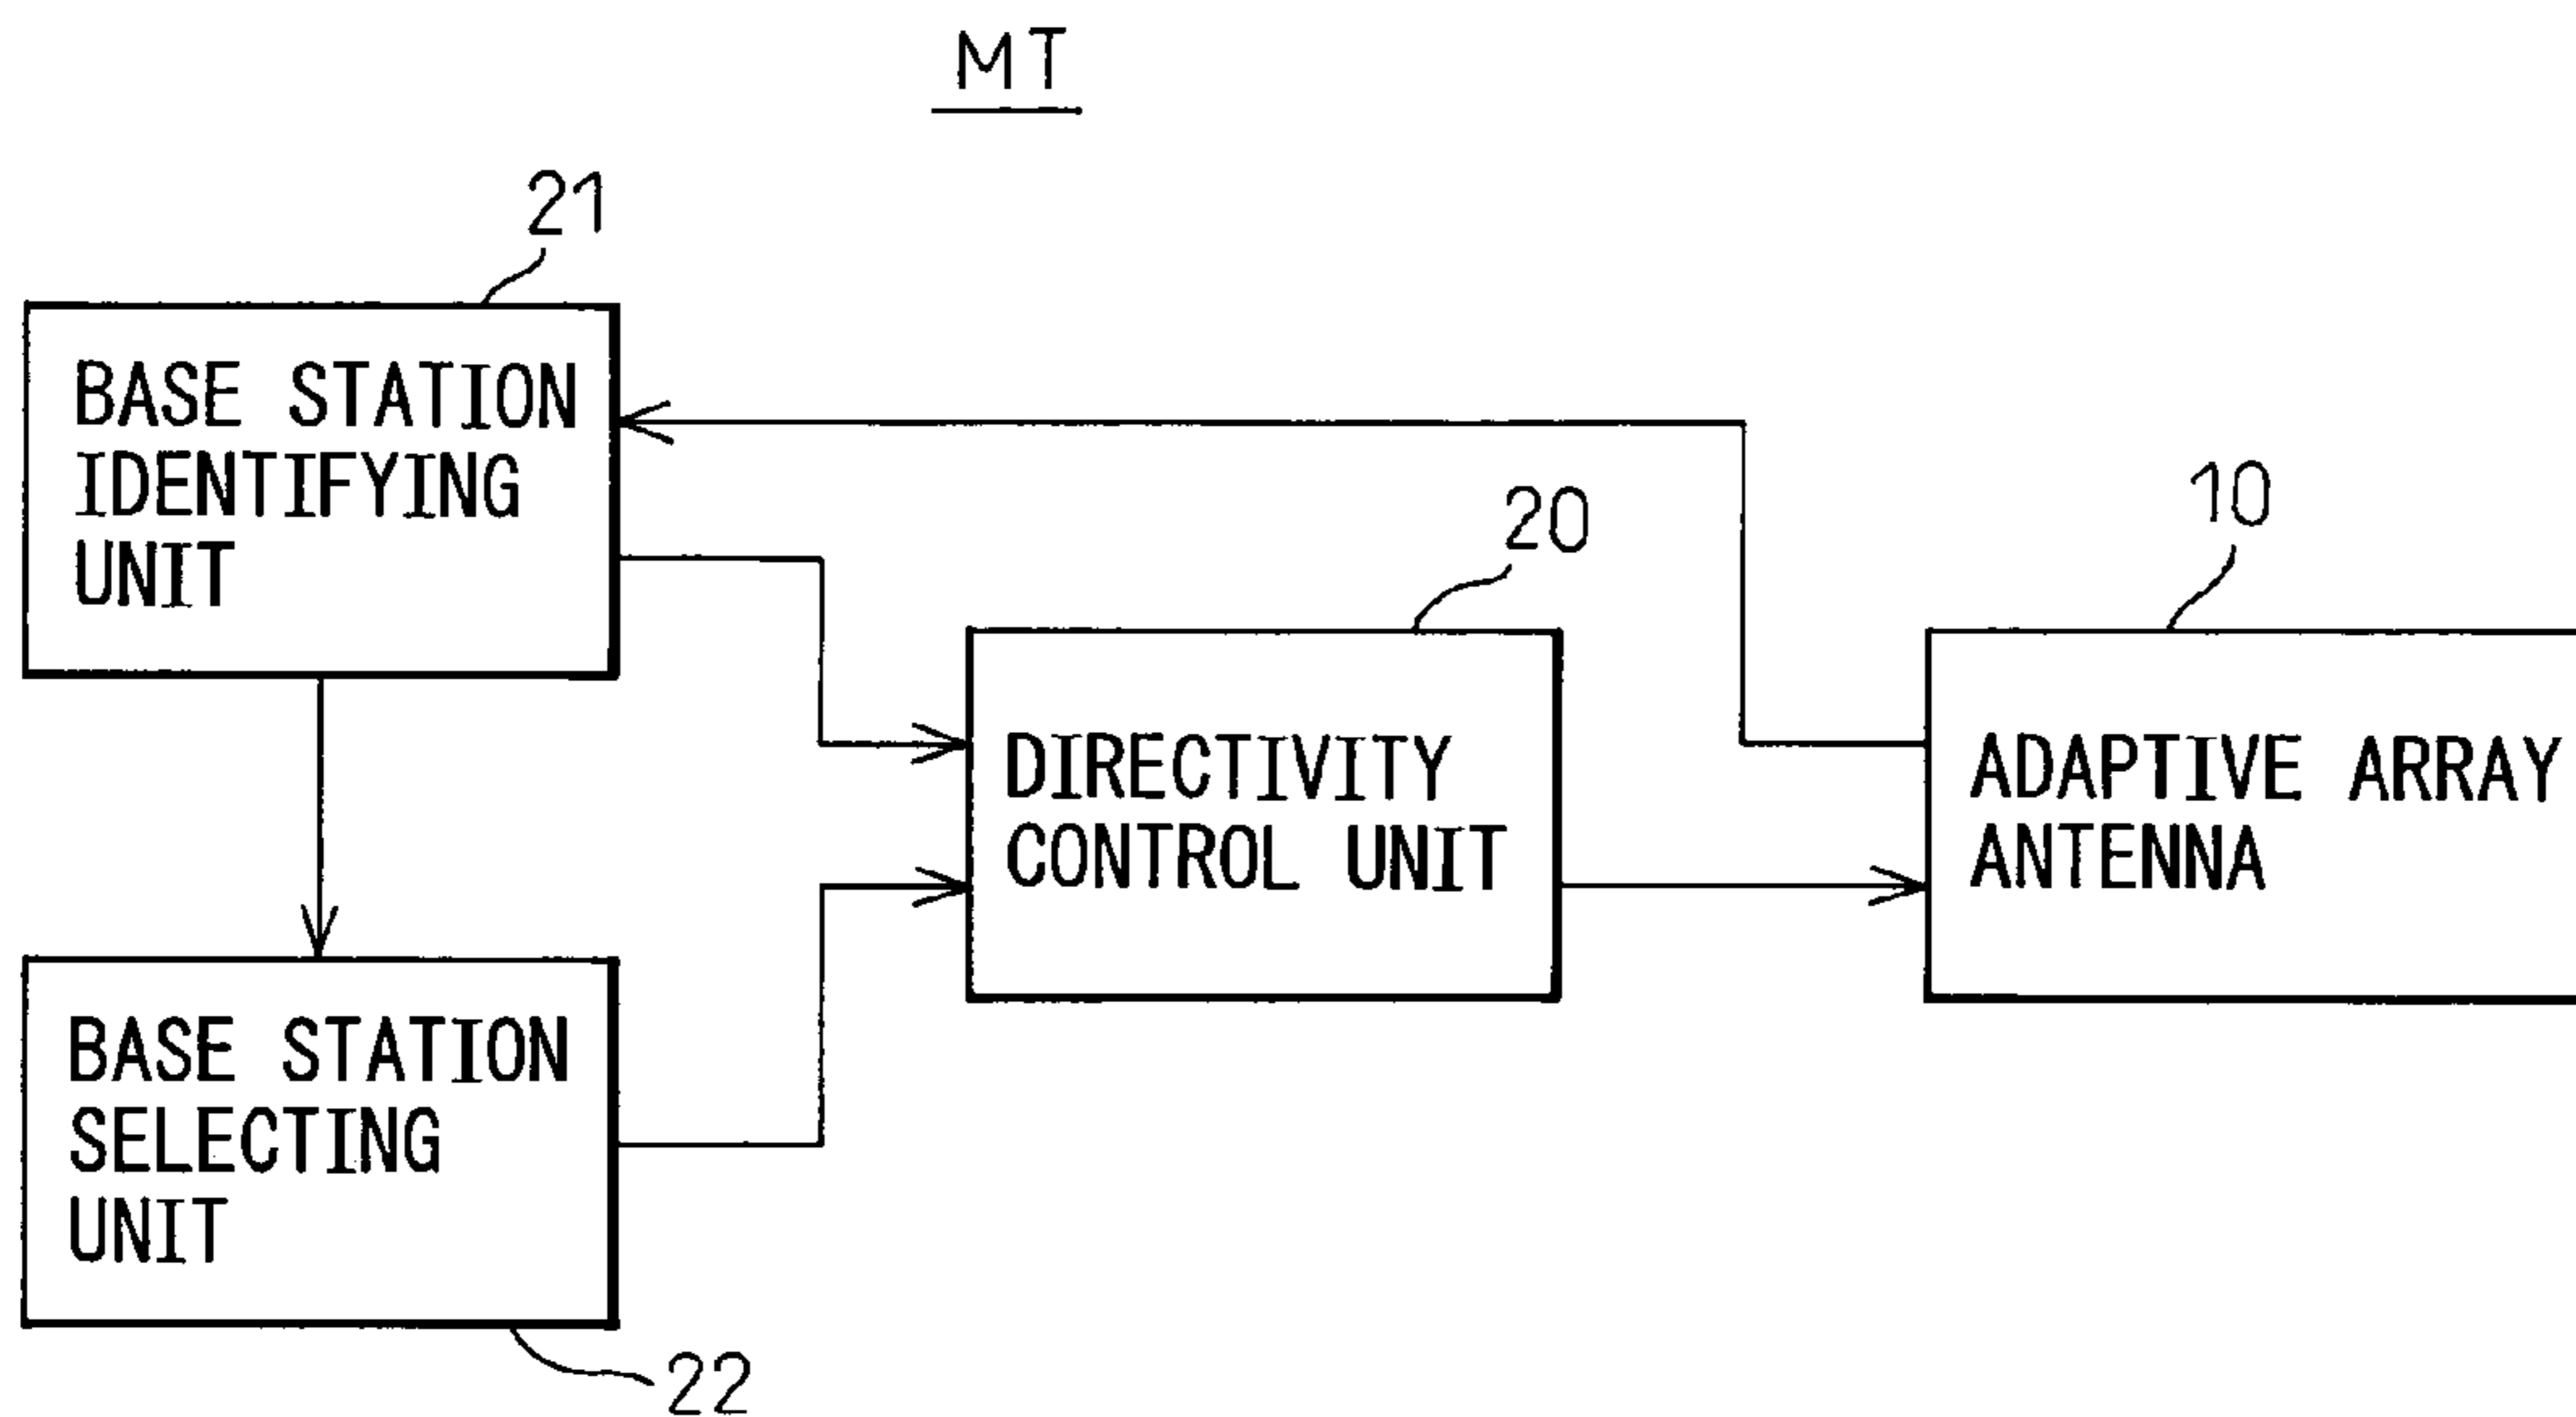 MT
21
BASE STATION
IDENTIFYING
UNIT
20
DIRECTIVITY
CONTROL UNIT
10
ADAPTIVE ARRAY
ANTENNA
BASE STATION
SELECTING
UNIT
22